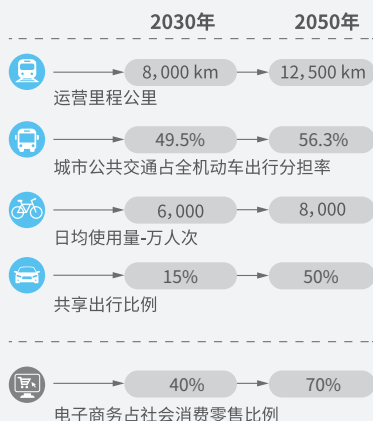 2030年 2050年
8,000 km 12,500 km
运营里程公里
49.5% 56.3%
城市公共交通占全机动车出行分担率
6,000 8,000
日均使用量-万人次
15% 50%
共享出行比例
40% 70%
电子商务占社会消费零售比例